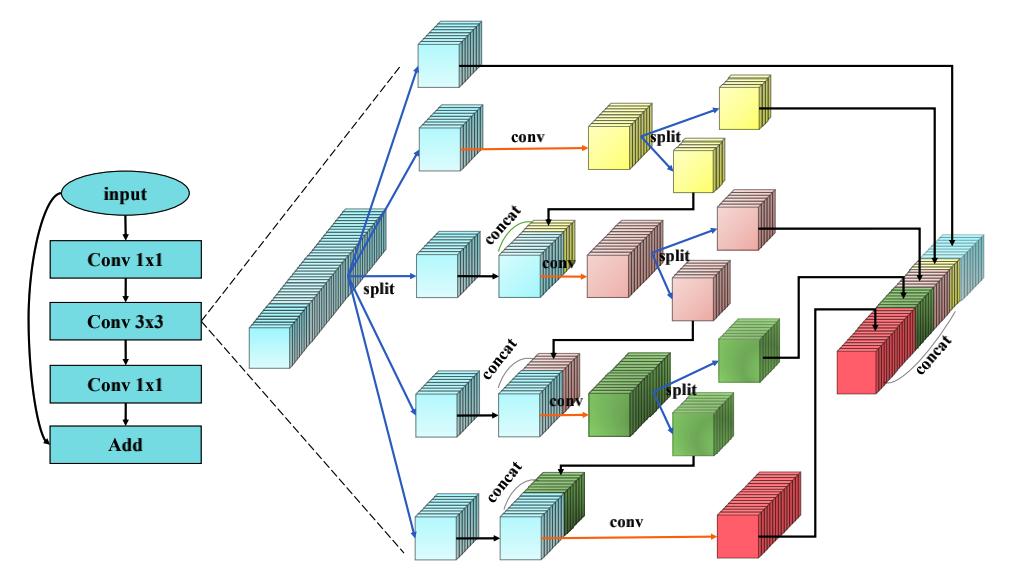 input
Conv 1x1
Conv 3x3
Conv 1x1
Add
split
conv
split
concat
conv
split
concat
conv
split
concat
conv
concat